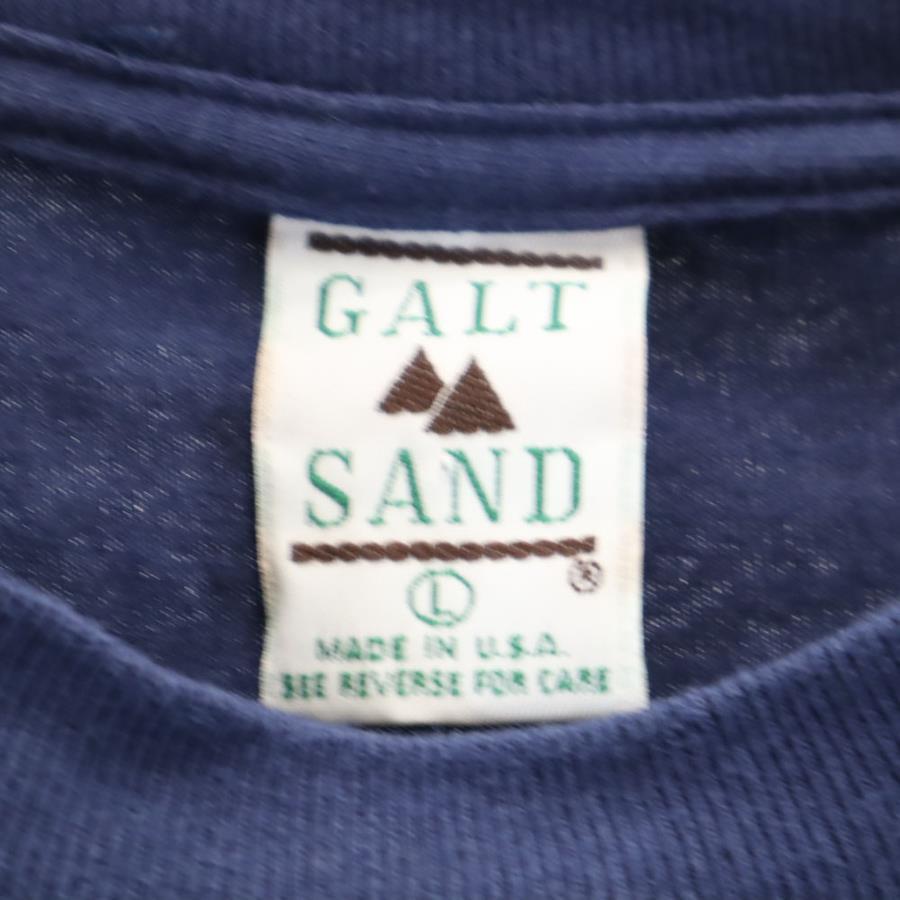 GALT
SAND
®
L
MADE IN U.S.A.
SEE REVERSE FOR CARE